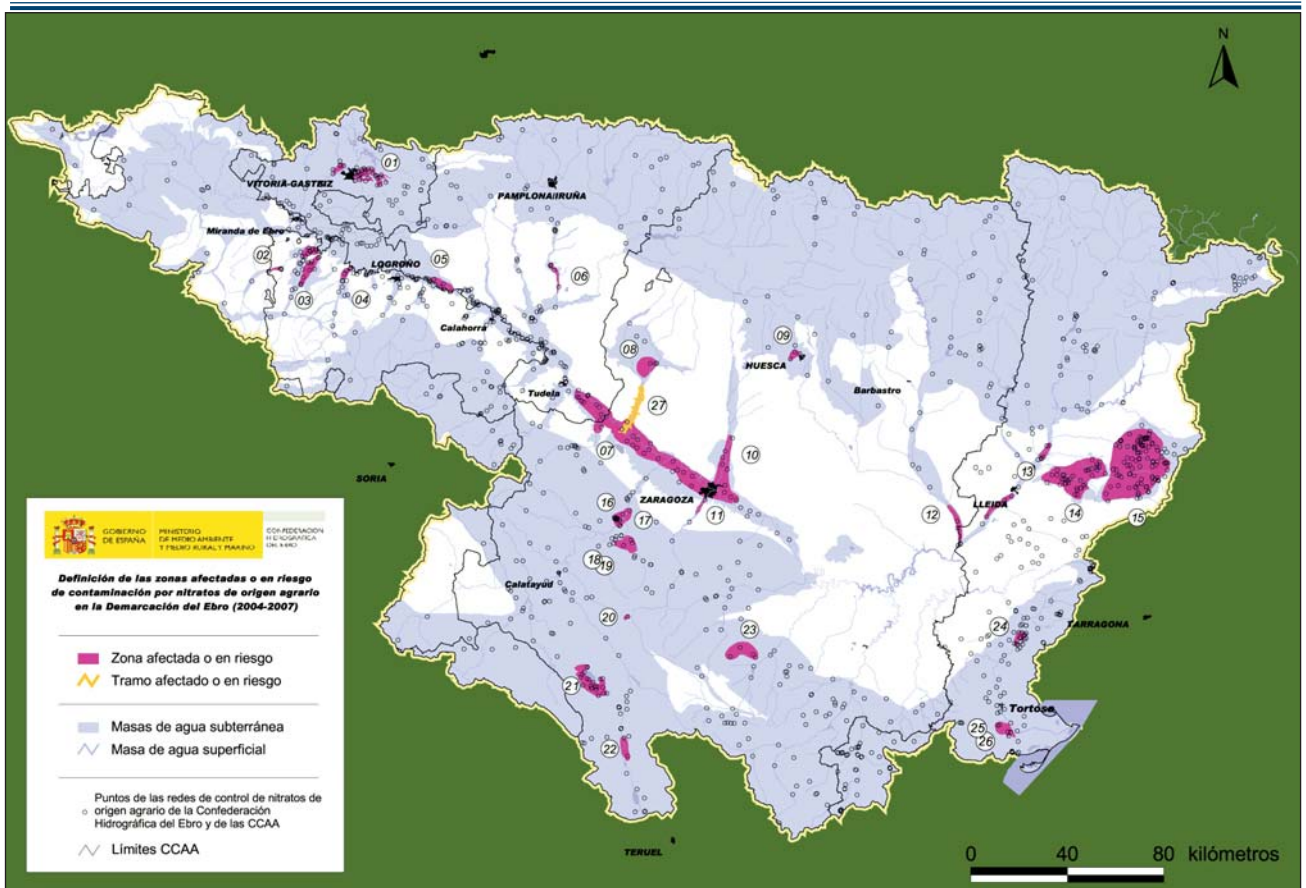 N
01
VITORIA-GASTEIZ
PAMPLONA/IRUÑA
Miranda de Ebro
02
LOGROÑO
05
06
03
04
Calahorra
09
08
HUESCA
Barbastro
Tudela
27
07
10
13
SORIA
ZARAGOZA
16
17
11
12
LLEIDA
14
15
18
19
Calatayud
20
23
24
TARRAGONA
21
Tortosa
22
25
26
TERUEL
GOBIERNO
DE ESPAÑA
MINISTERIO
DE MEDIO AMBIENTE
Y MEDIO RURAL Y MARINO
CONFEDERACIÓN
HIDROGRÁFICA
DEL EBRO
Definición de las zonas afectadas o en riesgo
de contaminación por nitratos de origen agrario
en la Demarcación del Ebro (2004-2007)
Zona afectada o en riesgo
Tramo afectado o en riesgo
Masas de agua subterránea
Masa de agua superficial
Puntos de las redes de control de nitratos de
origen agrario de la Confederación
Hidrográfica del Ebro y de las CCAA
Límites CCAA
0 40 80 kilómetros